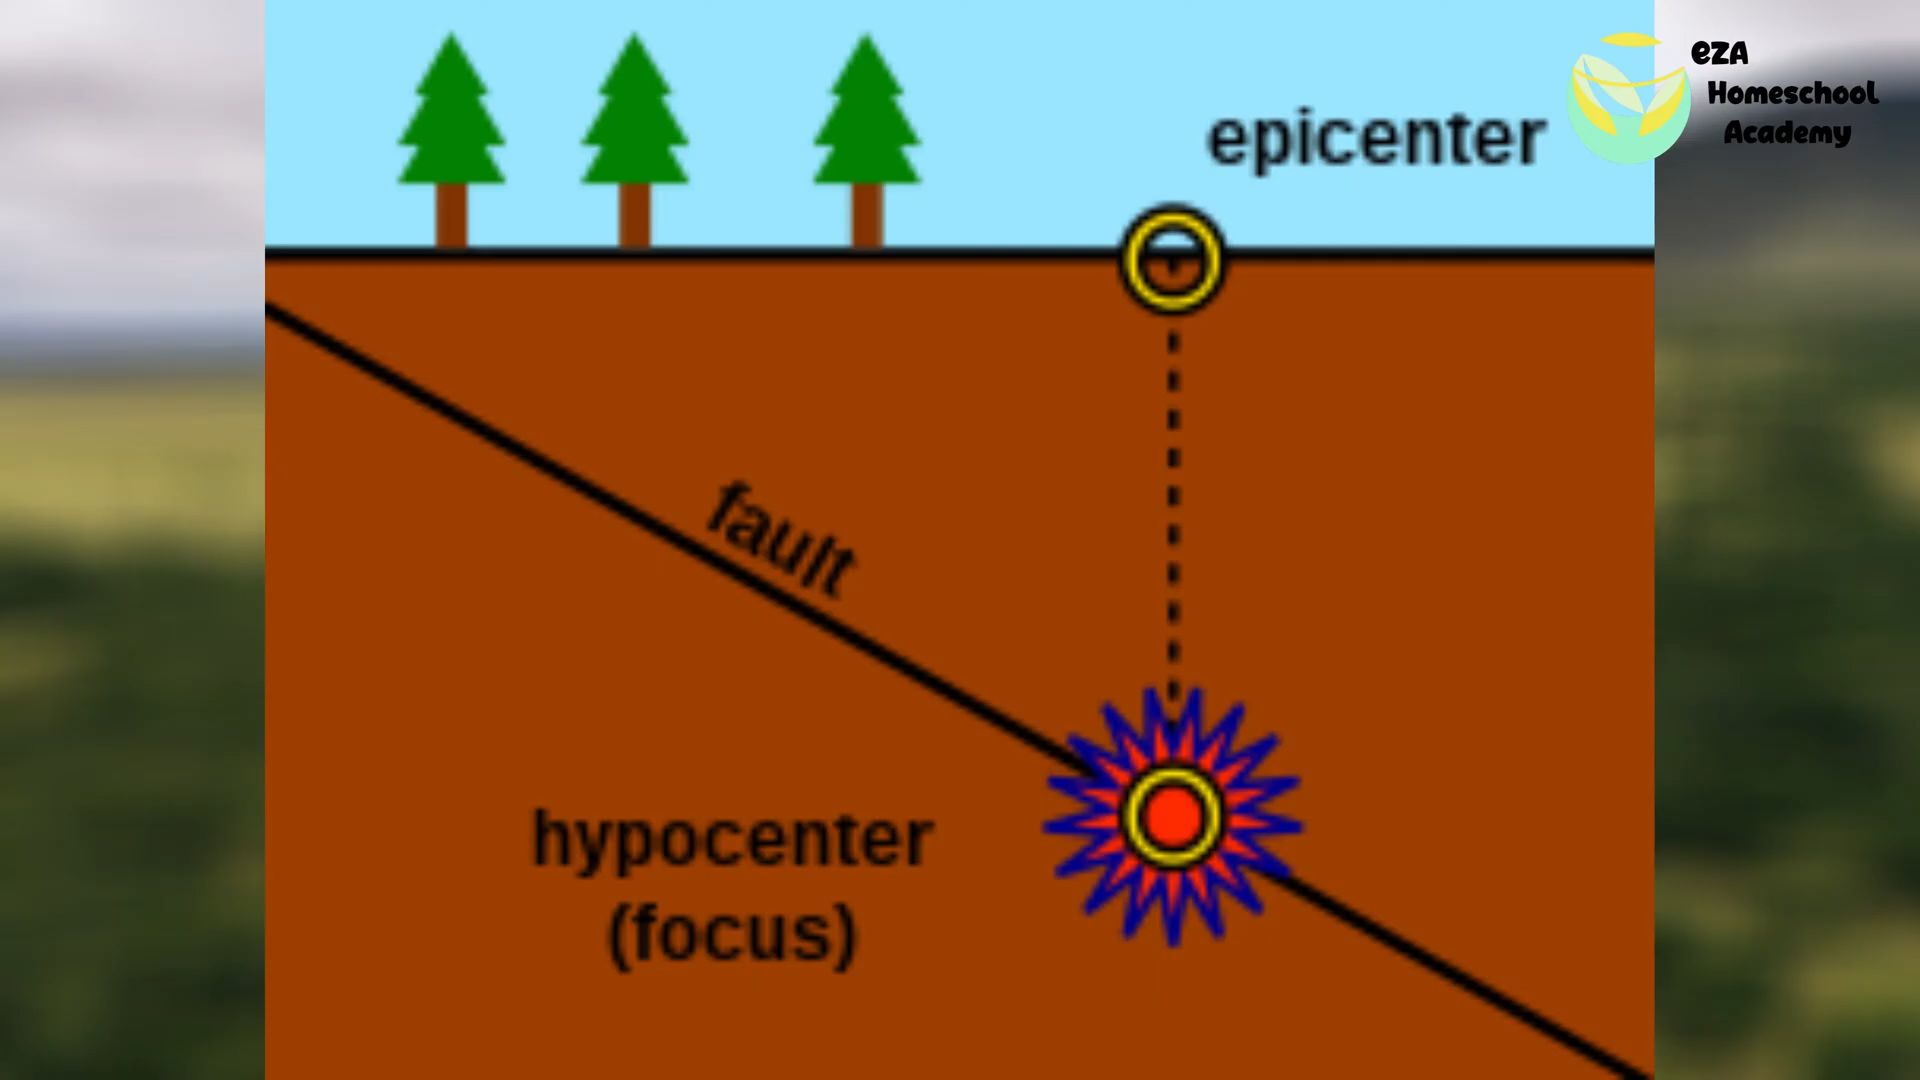 eZA
Homeschool
Academy
epicenter
fault
hypocenter
(focus)